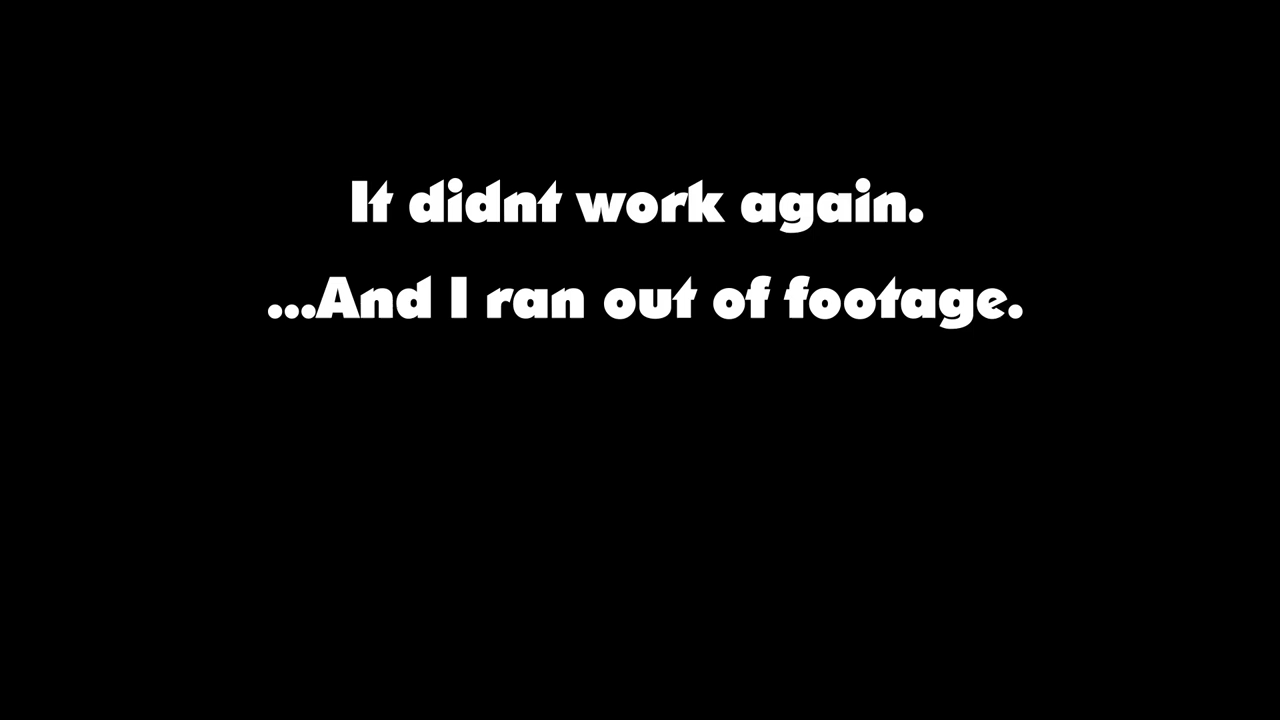 It didnt work again.
...And I ran out of footage.